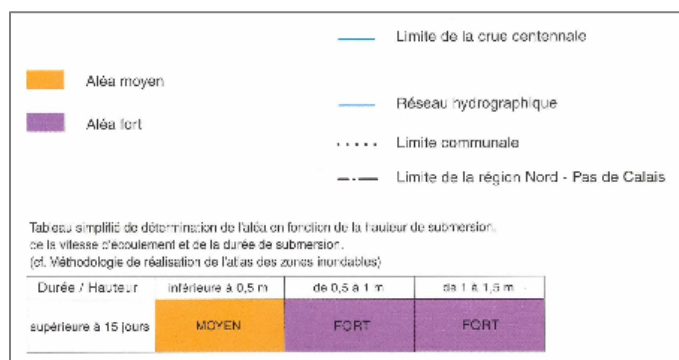 Limite de la crue centennale
Aléa moyen
Réseau hydrographique
Aléa fort
Limite communale
Limite de la région Nord - Pas de Calais
Tableau simplifié de détermination de l'aléa en fonction de la hauteur de submersion,
de la vitesse d'écoulement et de la durée de submersion.
(cf. Méthodologie de réalisation de l'atlas des zones inondables)
Durée / Hauteur inférieure à 0,5 m de 0,5 à 1 m de 1 à 1,5 m
supérieure à 15 jours MOYEN FORT FORT